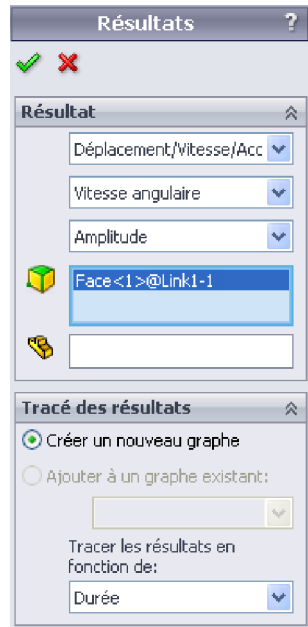 Résultats ?
Résultat
Déplacement/Vitesse/Acc
Vitesse angulaire
Amplitude
Face<1>@Link1-1
Tracé des résultats
Créer un nouveau graphe
Ajouter à un graphe existant:
Tracer les résultats en
fonction de:
Durée